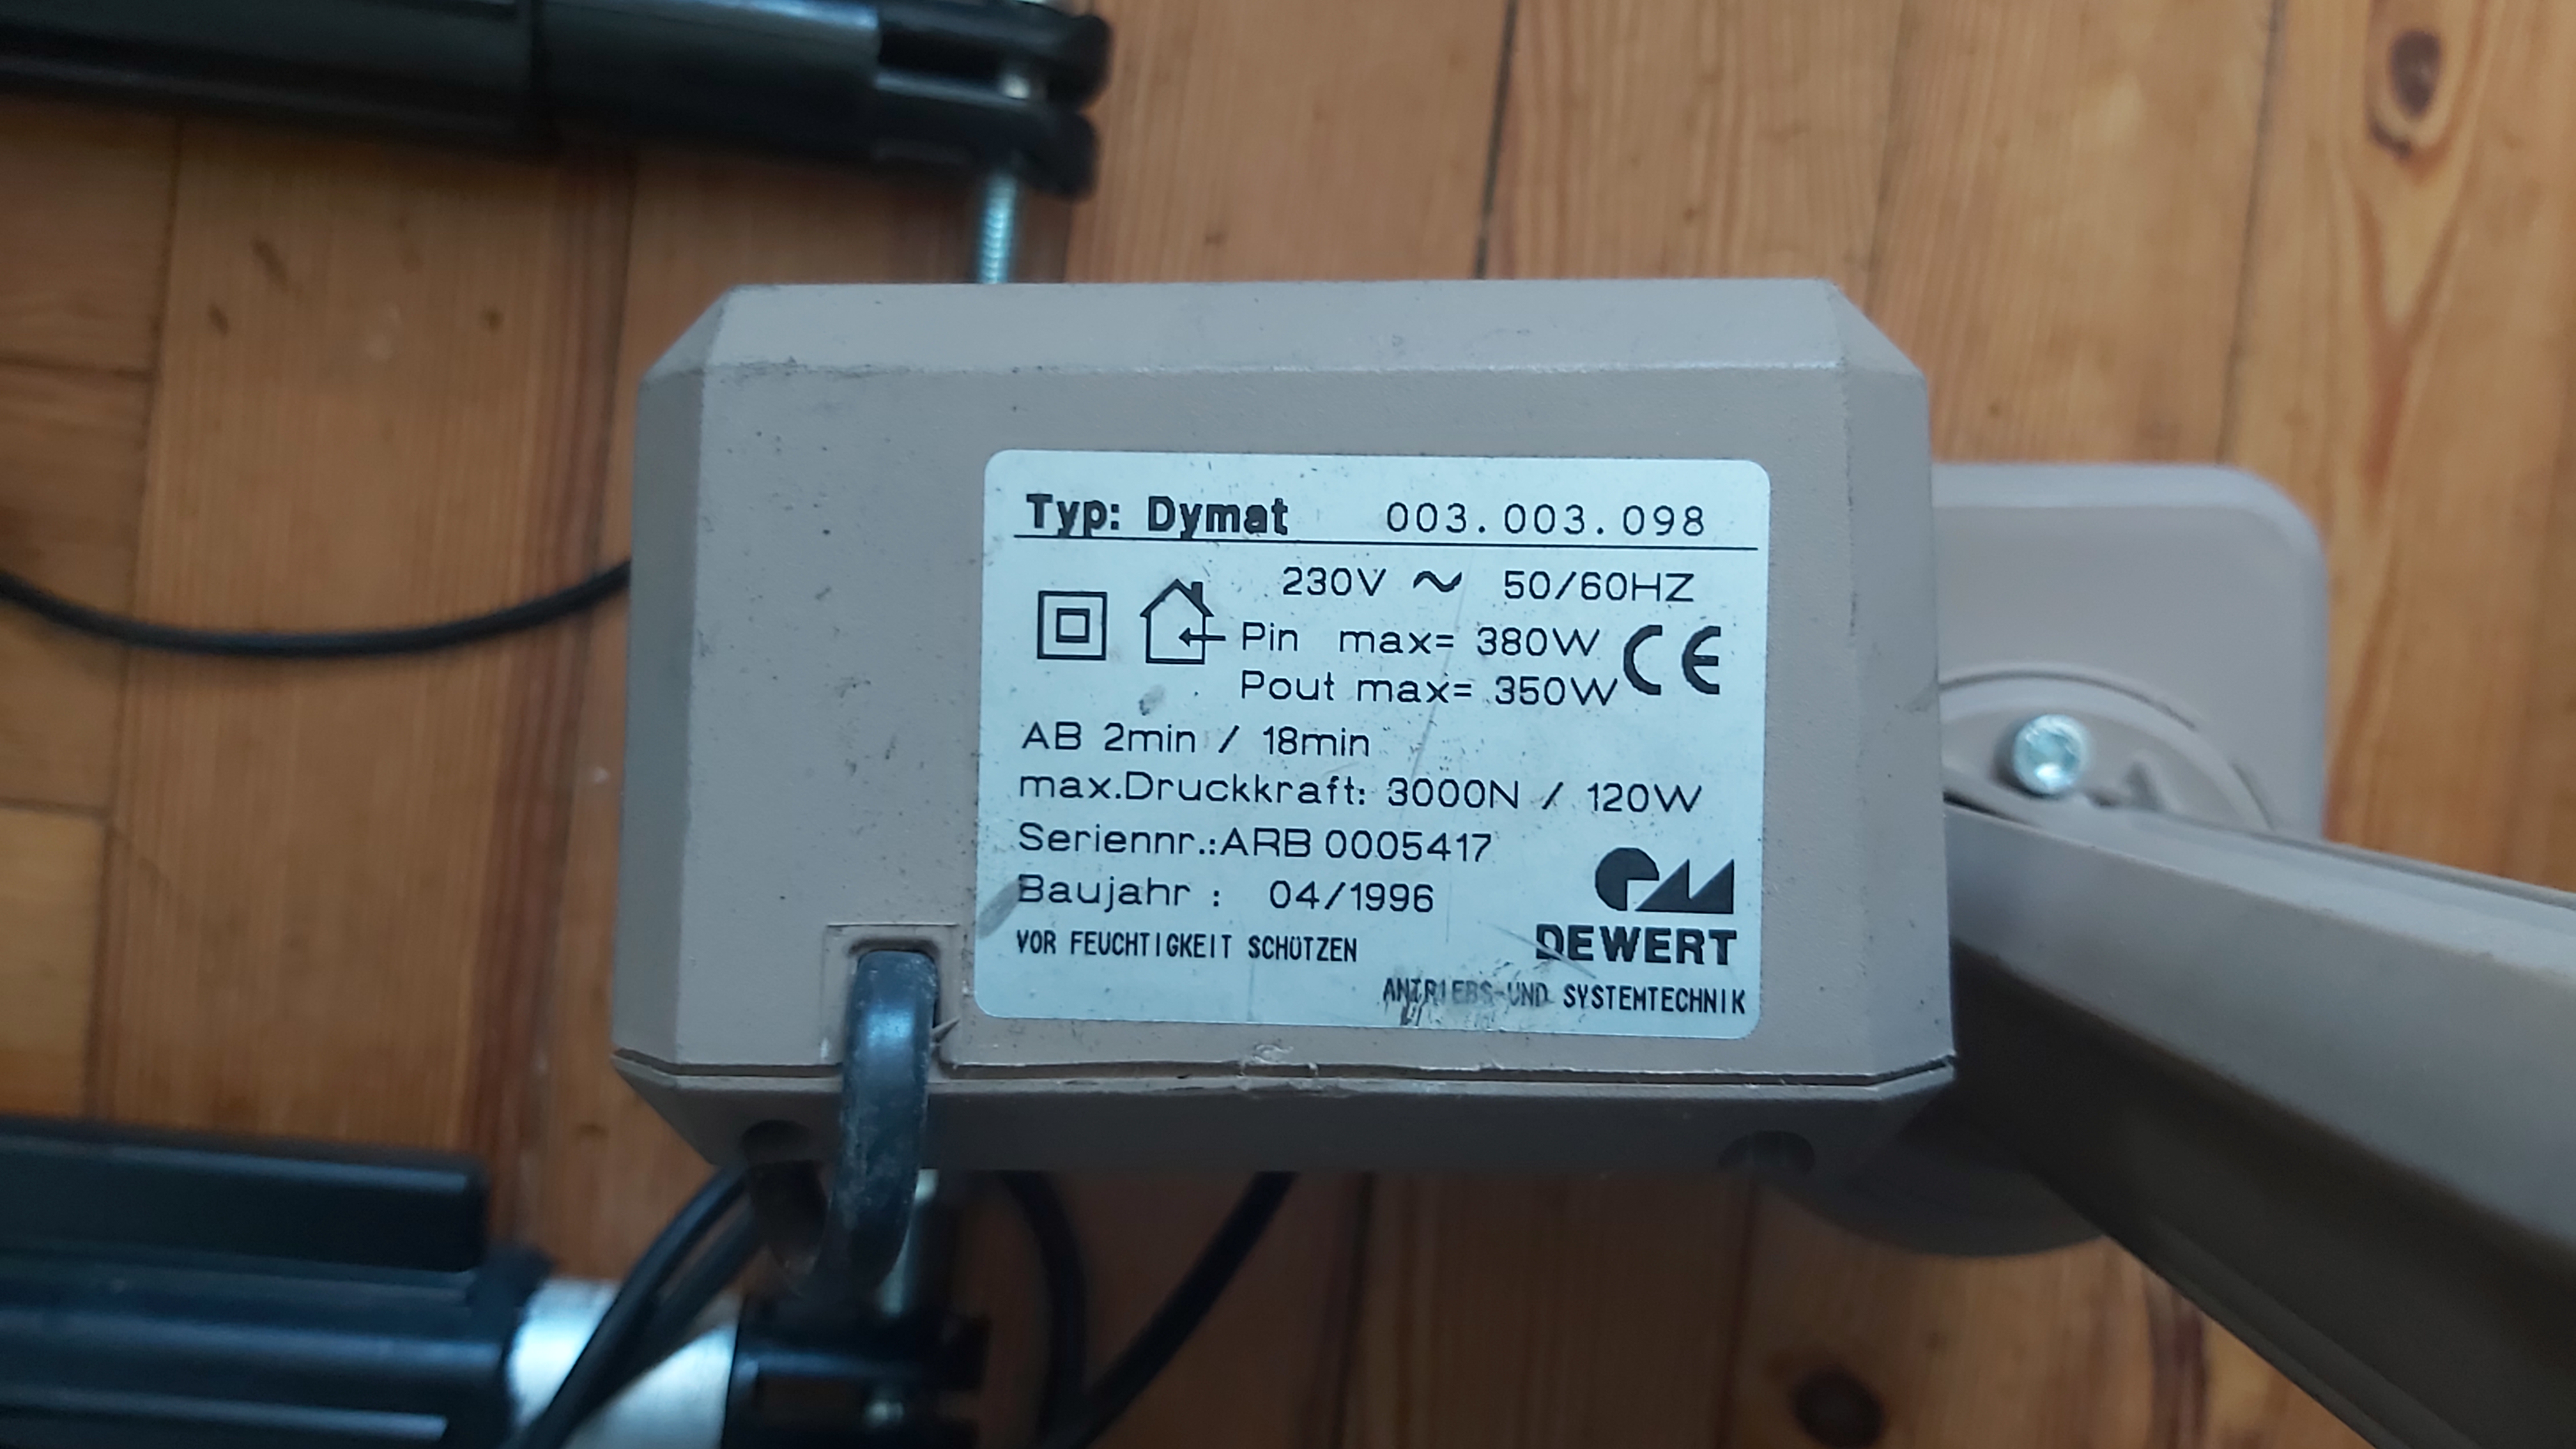 Typ: Dymat 003.003.098
230V ~ 50/60HZ
Pin max= 380W
Pout max= 350W
CE
AB 2min / 18min
max.Druckkraft: 3000N / 120W
Seriennr.:ARB 0005417
Baujahr : 04/1996
VOR FEUCHTIGKEIT SCHÜTZEN
DEWERT
ANTRIEBS-UND SYSTEMTECHNIK